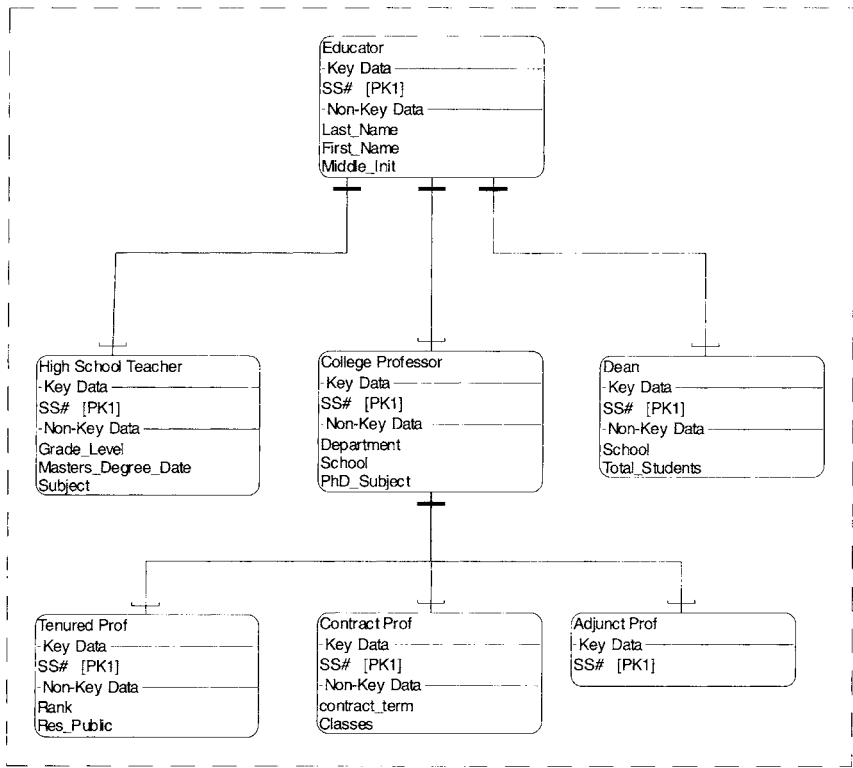 Educator
Key Data
SS# [PK1]
Non-Key Data
Last_Name
First_Name
Middle_Init
High School Teacher
Key Data
SS# [PK1]
Non-Key Data
Grade_Level
Masters_Degree_Date
Subject
College Professor
Key Data
SS# [PK1]
Non-Key Data
Department
School
PhD_Subject
Dean
Key Data
SS# [PK1]
Non-Key Data
School
Total_Students
Tenured Prof
Key Data
SS# [PK1]
Non-Key Data
Rank
Res_Public
Contract Prof
Key Data
SS# [PK1]
Non-Key Data
contract_term
Classes
Adjunct Prof
Key Data
SS# [PK1]